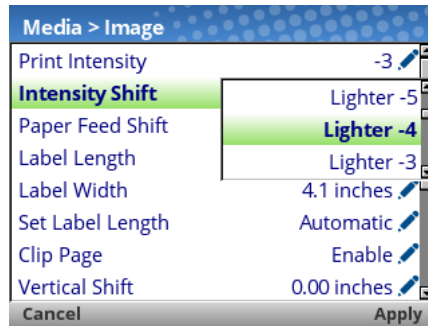 Media > Image
Print Intensity -3
Intensity Shift Lighter -5
Paper Feed Shift Lighter -4
Label Length Lighter -3
Label Width 4.1 inches
Set Label Length Automatic
Clip Page Enable
Vertical Shift 0.00 inches
Cancel Apply